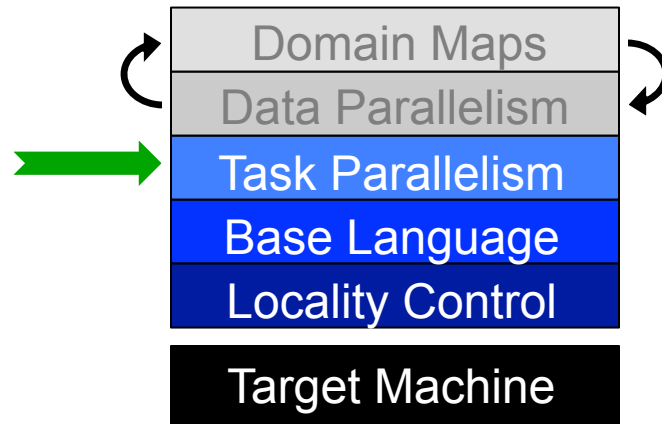 Domain Maps
Data Parallelism
Task Parallelism
Base Language
Locality Control
Target Machine